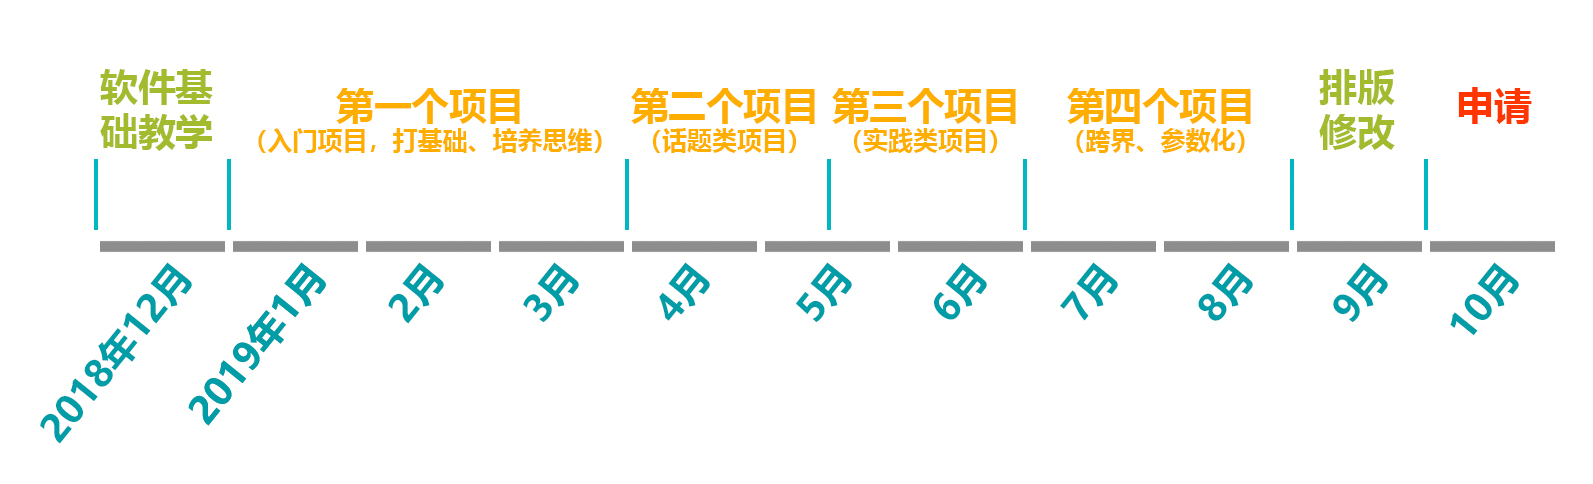 软件基
础教学
第一个项目
（入门项目，打基础、培养思维）
第二个项目
（话题类项目）
第三个项目
（实践类项目）
第四个项目
（跨界、参数化）
排版
修改
申请
2018年12月
2019年1月
2月
3月
4月
5月
6月
7月
8月
9月
10月